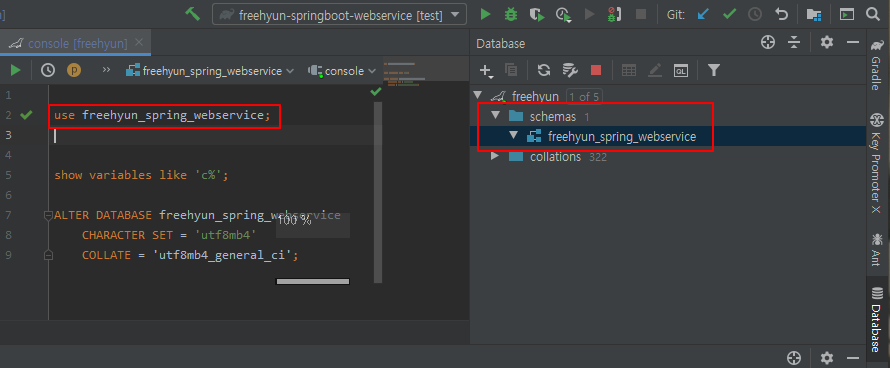 ]
freehyun-springboot-webservice [test]
Git:
console [freehyun]
Database
freehyun_spring_webservice
console
1
2 use freehyun_spring_webservice;
3
4
5 show variables like 'c%';
6
7 ALTER DATABASE freehyun_spring_webservice
8 CHARACTER SET = 'utf8mb4'
9 COLLATE = 'utf8mb4_general_ci';
100 %
QL
freehyun 1 of 5
schemas 1
freehyun_spring_webservice
collations 322
Gradle
Key Promoter X
Ant
Database